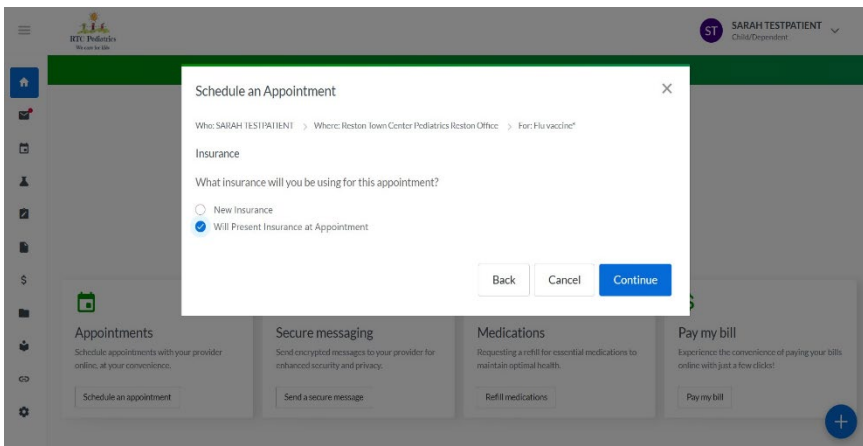 RTC Pediatrics
We care for life
ST
SARAH TESTPATIENT
Child/Dependent
Schedule an Appointment
Who: SARAH TESTPATIENT > Where: Reston Town Center Pediatrics Reston Office > For: Flu vaccine*
Insurance
What insurance will you be using for this appointment?
New Insurance
Will Present Insurance at Appointment
Back Cancel Continue
Appointments
Schedule appointments with your provider
online, at your convenience.
Schedule an appointment
Secure messaging
Send encrypted messages to your provider for
enhanced security and privacy.
Send a secure message
Medications
Requesting a refill for essential medications to
maintain optimal health.
Refill medications
Pay my bill
Experience the convenience of paying your bills
online with just a few clicks!
Pay my bill